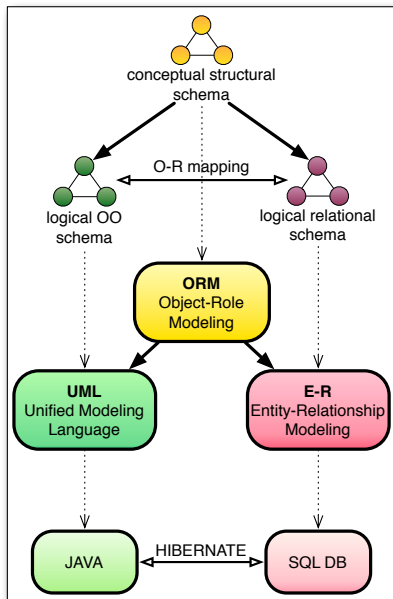 conceptual structural
schema
O-R mapping
logical OO
schema
logical relational
schema
ORM
Object-Role
Modeling
UML
Unified Modeling
Language
E-R
Entity-Relationship
Modeling
JAVA
HIBERNATE
SQL DB